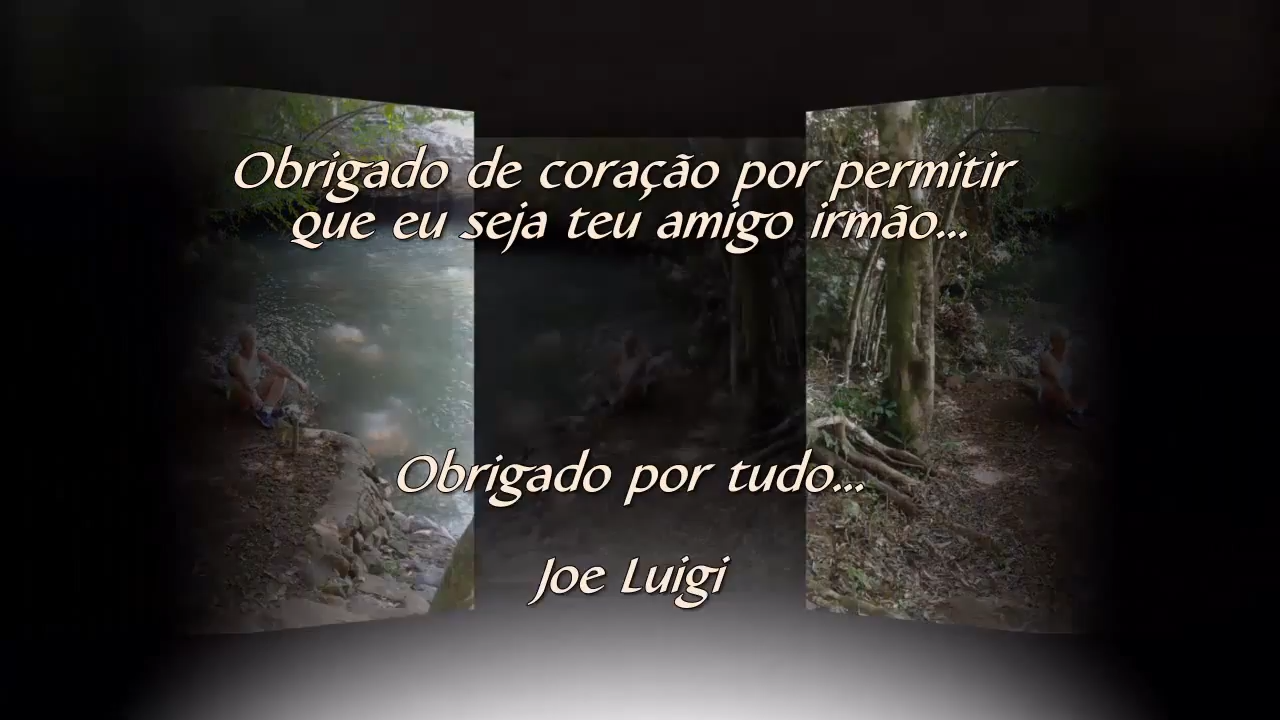 Obrigado de coração por permitir
que eu seja teu amigo irmão...
Obrigado por tudo...
Joe Luigi